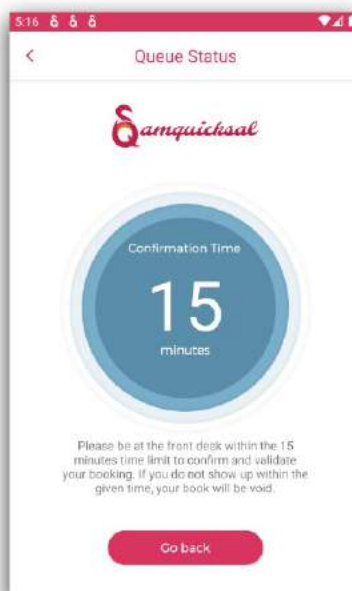 5:16
Queue Status
Samquicksal
Confirmation Time
15
minutes
Please be at the front desk within the 15
minutes time limit to confirm and validate
your booking. If you do not show up within the
given time, your book will be void.
Go back